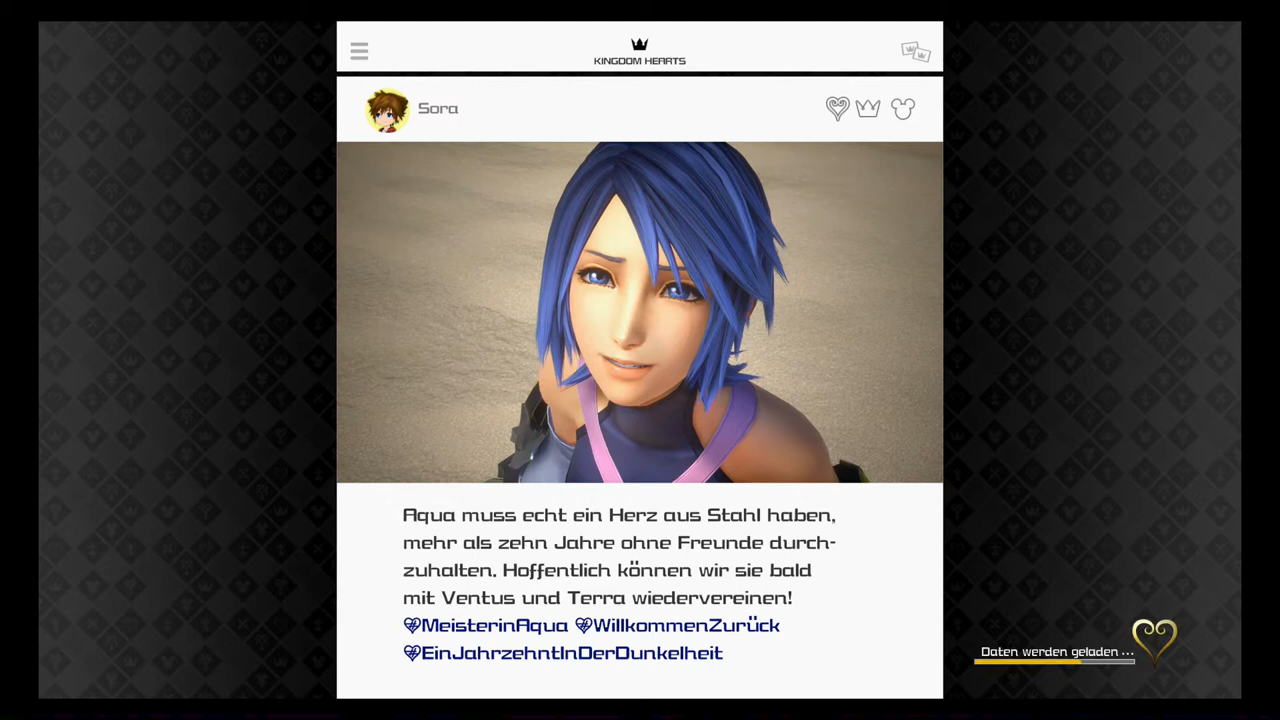 KINGDOM HEARTS
Sora
Aqua muss echt ein Herz aus Stahl haben,
mehr als zehn Jahre ohne Freunde durch-
zuhalten. Hoffentlich können wir sie bald
mit Ventus und Terra wiedervereinen!
MeisterinAqua WillkommenZurück
EinJahrzehntInDerDunkelheit
Daten werden geladen ...